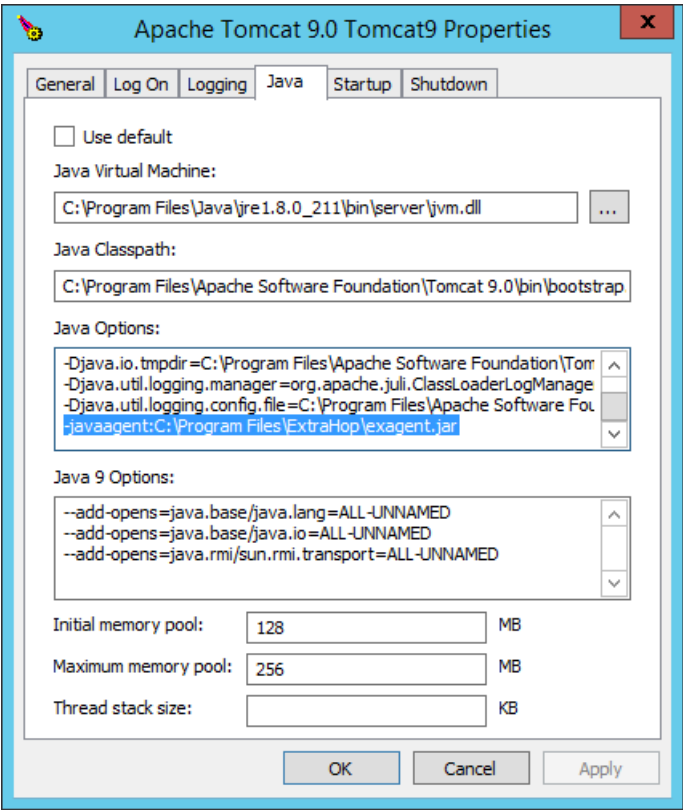 Apache Tomcat 9.0 Tomcat9 Properties
x
General Log On Logging Java Startup Shutdown
Use default
Java Virtual Machine:
C:\Program Files\Java\jre1.8.0_211\bin\server\jvm.dll
...
Java Classpath:
C:\Program Files\Apache Software Foundation\Tomcat 9.0\bin\bootstrap
Java Options:
-Djava.io.tmpdir=C:\Program Files\Apache Software Foundation\Tom
-Djava.util.logging.manager=org.apache.juli.ClassLoaderLogManage
-Djava.util.logging.config.file=C:\Program Files\Apache Software Fou
-javaagent:C:\Program Files\ExtraHop\exagent.jar
Java 9 Options:
--add-opens=java.base/java.lang=ALL-UNNAMED
--add-opens=java.base/java.io=ALL-UNNAMED
--add-opens=java.rmi/sun.rmi.transport=ALL-UNNAMED
Initial memory pool: 128 MB
Maximum memory pool: 256 MB
Thread stack size: KB
OK Cancel Apply